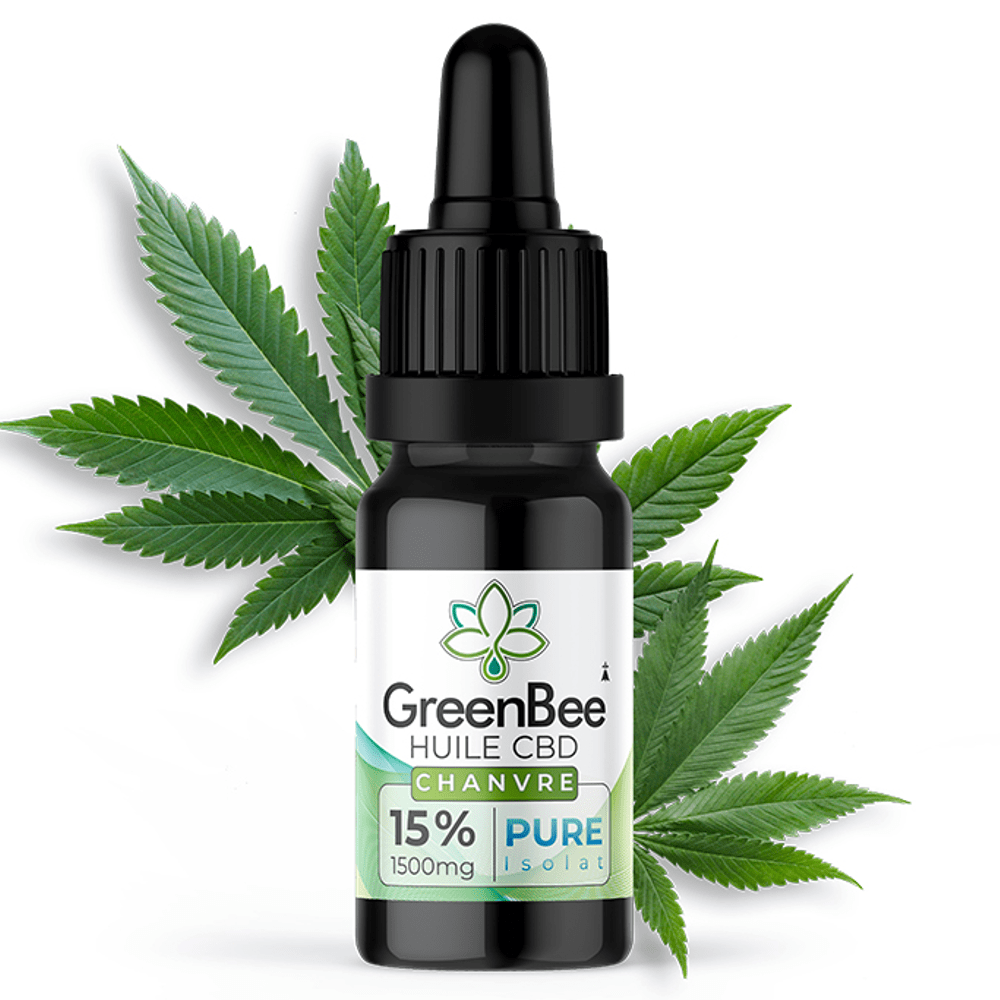 GreenBee
HUILE CBD
CHANVRE
15%
1500mg
PURE
Isolat